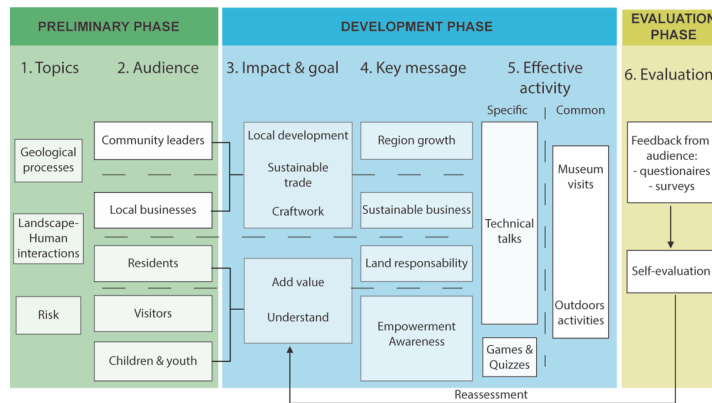 PRELIMINARY PHASE
DEVELOPMENT PHASE
EVALUATION
PHASE
1. Topics
2. Audience
3. Impact & goal
4. Key message
5. Effective
activity
6. Evaluation
Specific
Common
Geological
processes
Landscape-
Human
interactions
Risk
Community leaders
Local businesses
Residents
Visitors
Children & youth
Local development
Sustainable
trade
Craftwork
Add value
Understand
Region growth
Sustainable business
Land responsability
Empowerment
Awareness
Technical
talks
Games &
Quizzes
Museum
visits
Outdoors
activities
Feedback from
audience:
- questionaires
- surveys
Self-evaluation
Reassessment